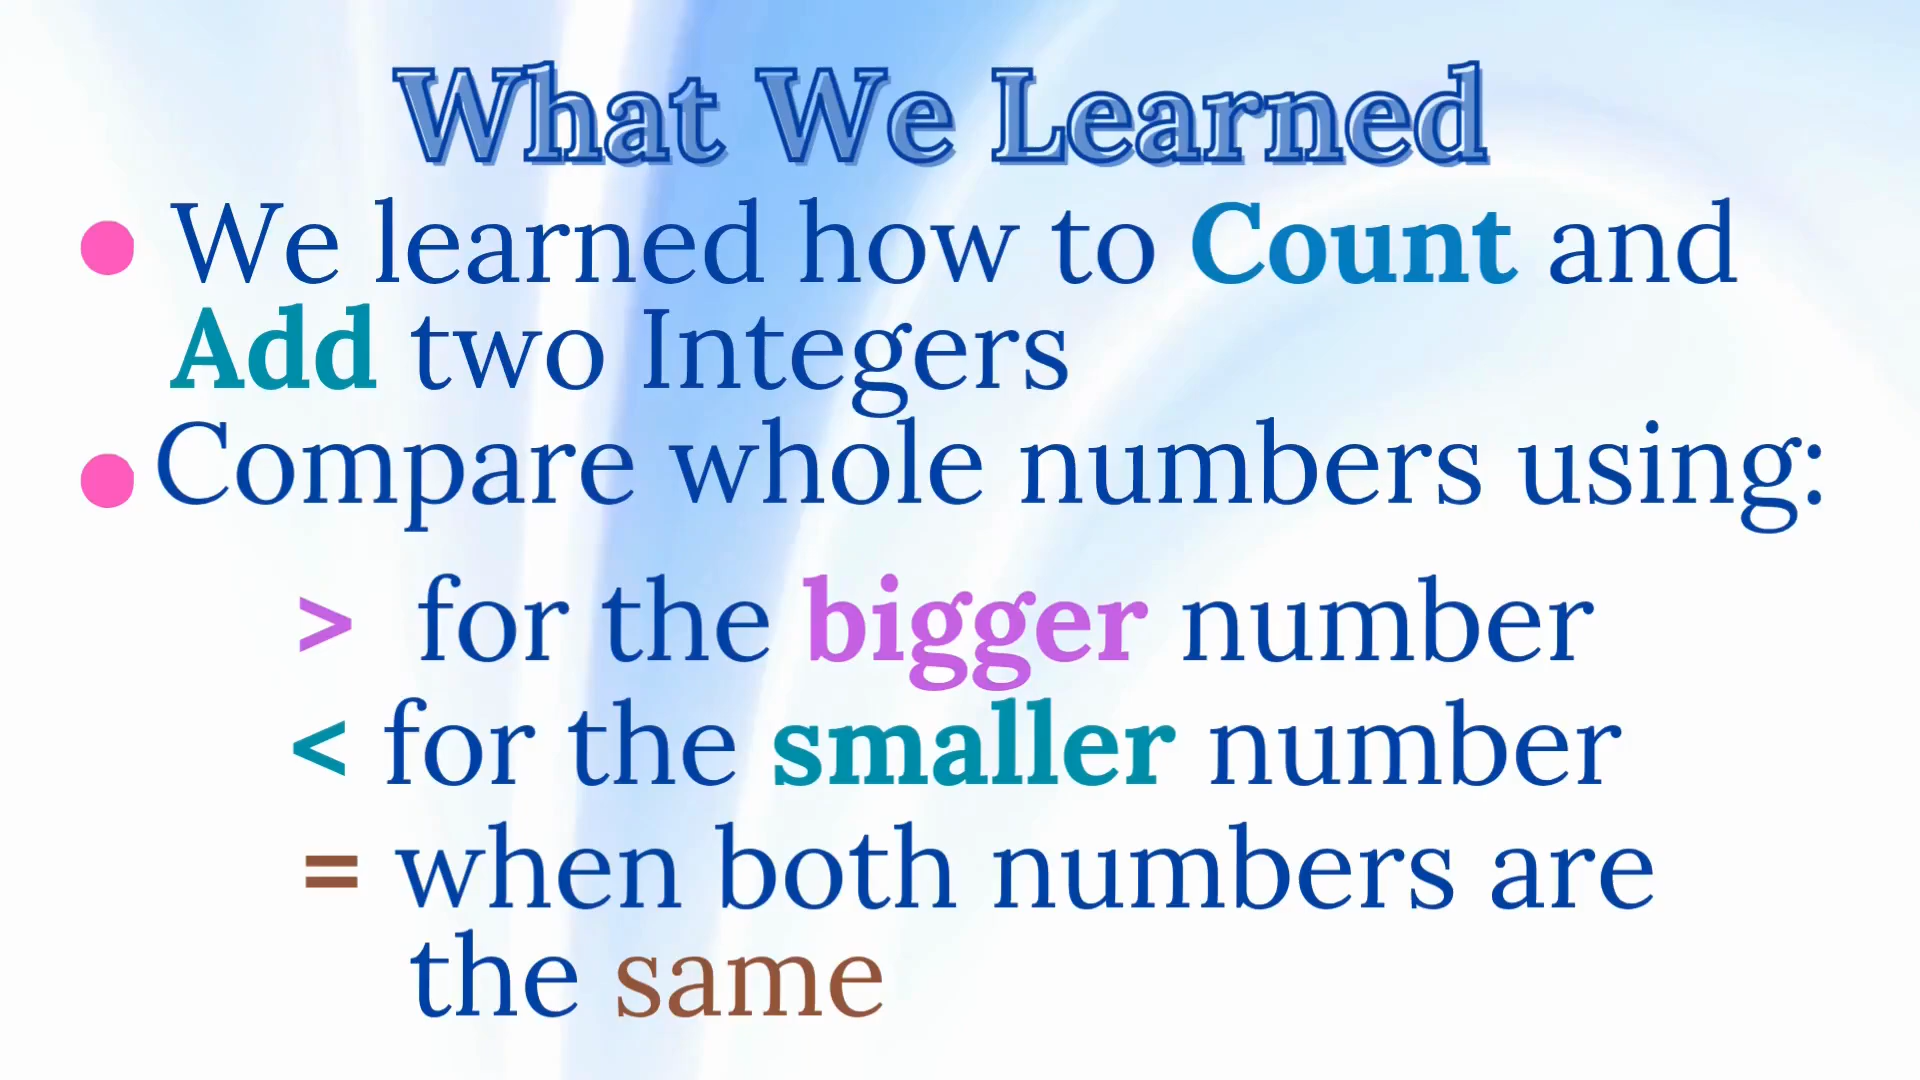 What We Learned
We learned how to Count and
Add two Integers
Compare whole numbers using:
> for the bigger number
< for the smaller number
= when both numbers are
the same